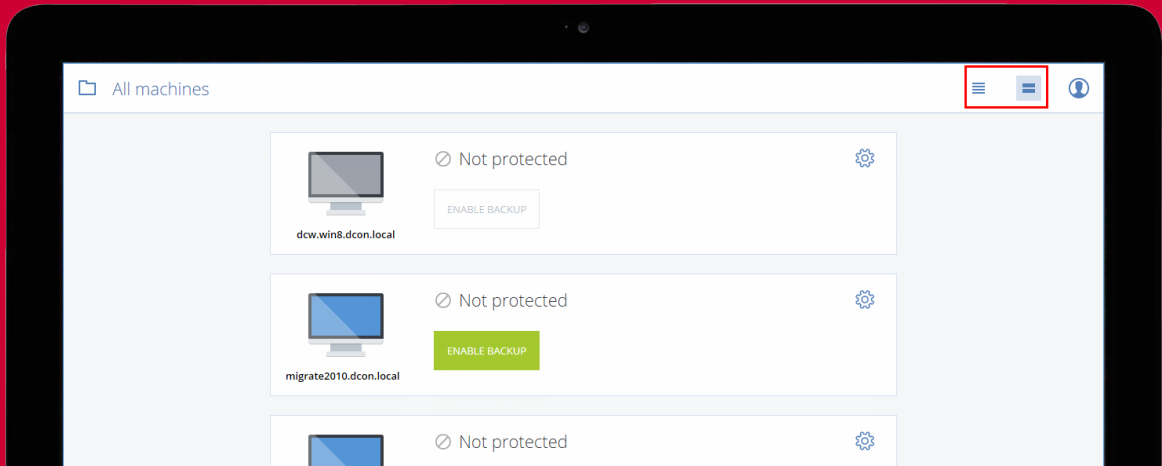 All machines
Not protected
ENABLE BACKUP
dcw.win8.dcon.local
Not protected
ENABLE BACKUP
migrate2010.dcon.local
Not protected